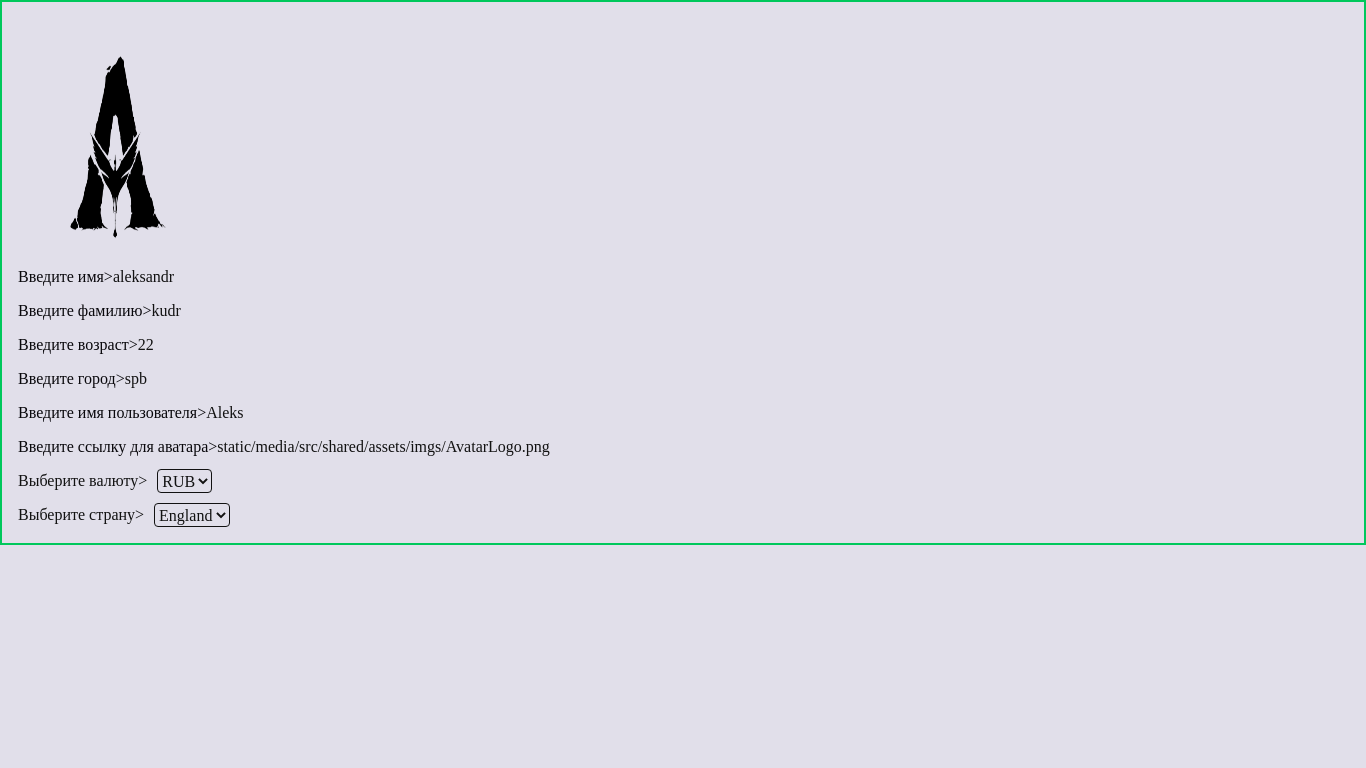 Введите имя>aleksandr
Введите фамилию>kudr
Введите возраст>22
Введите город>spb
Введите имя пользователя>Aleks
Введите ссылку для аватара>static/media/src/shared/assets/imgs/AvatarLogo.png
Выберите валюту> RUB
Выберите страну> England